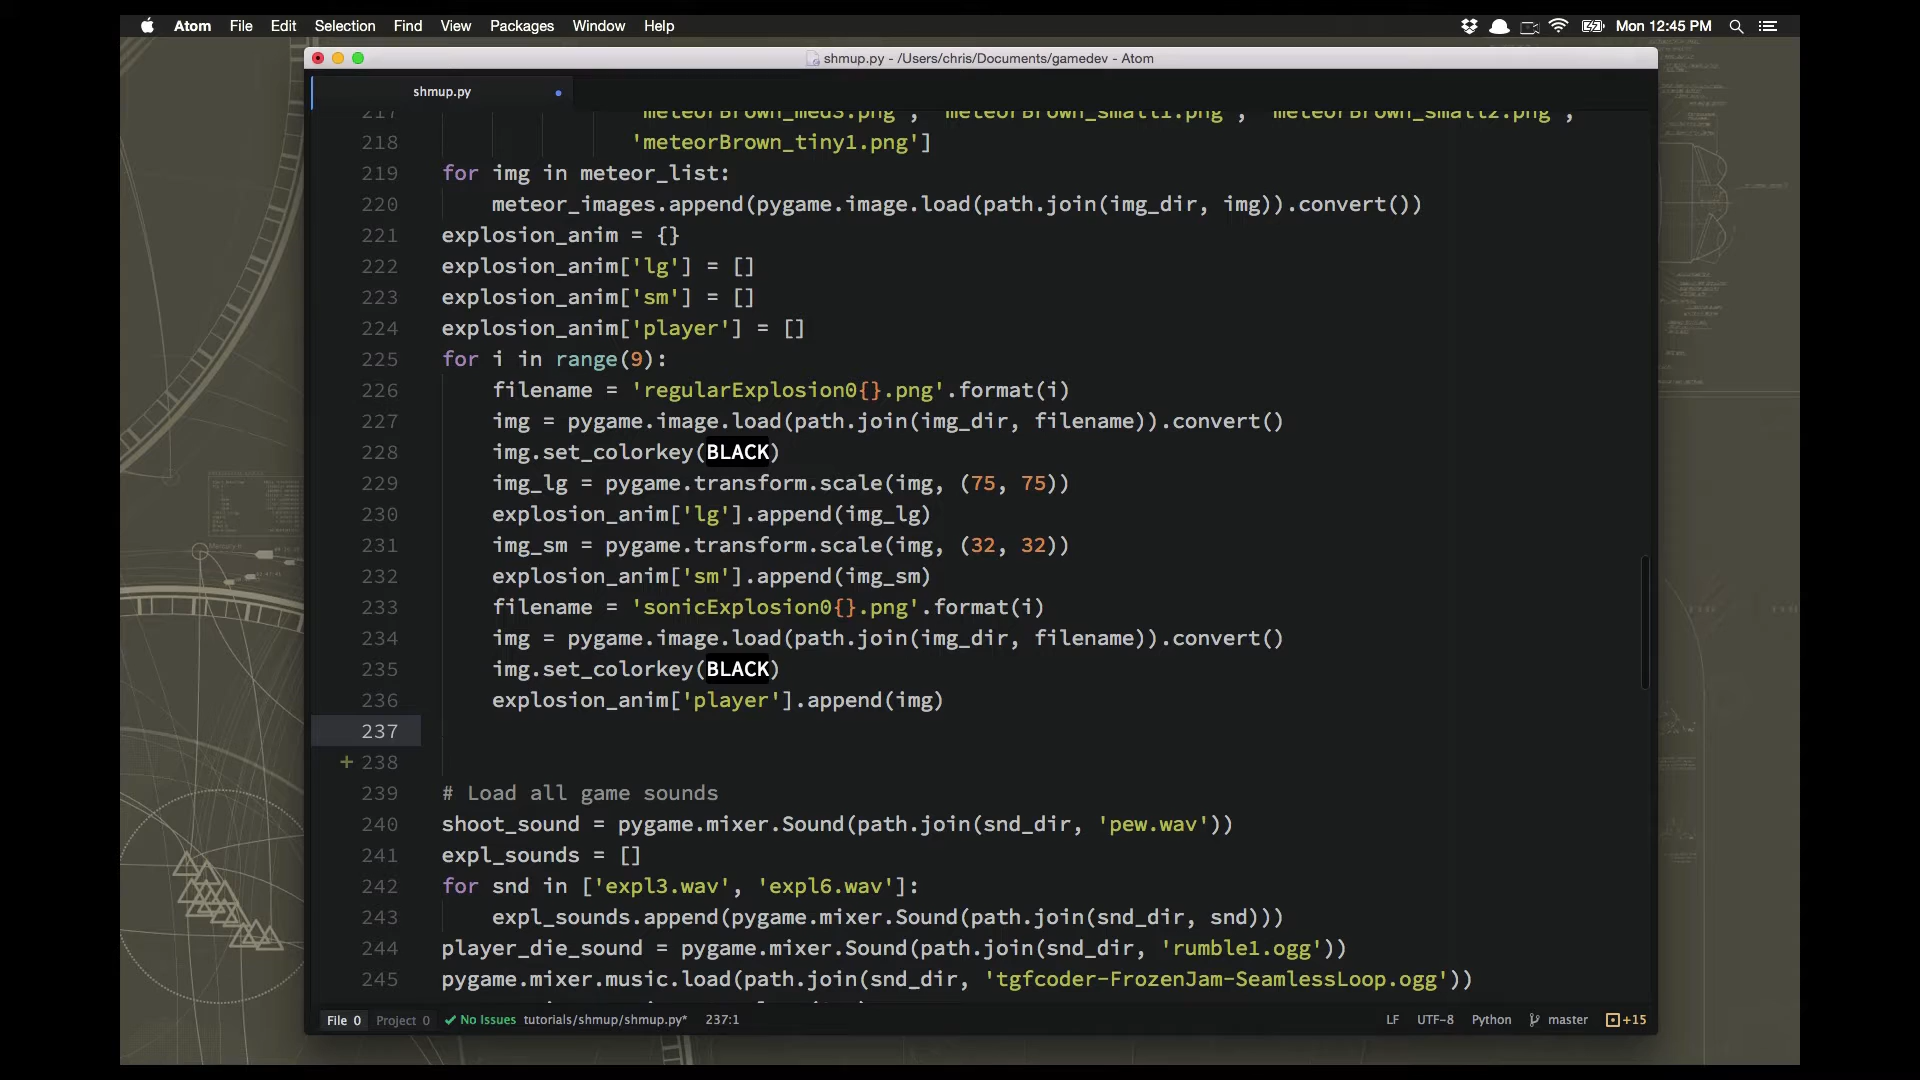 Atom File Edit Selection Find View Packages Window Help Mon 12:45 PM
shmup.py - /Users/chris/Documents/gamedev - Atom
shmup.py
217 'meteorBrown_med3.png', 'meteorBrown_small1.png', 'meteorBrown_small2.png',
218 'meteorBrown_tiny1.png']
219 for img in meteor_list:
220 meteor_images.append(pygame.image.load(path.join(img_dir, img)).convert())
221 explosion_anim = {}
222 explosion_anim['lg'] = []
223 explosion_anim['sm'] = []
224 explosion_anim['player'] = []
225 for i in range(9):
226 filename = 'regularExplosion0{}.png'.format(i)
227 img = pygame.image.load(path.join(img_dir, filename)).convert()
228 img.set_colorkey(BLACK)
229 img_lg = pygame.transform.scale(img, (75, 75))
230 explosion_anim['lg'].append(img_lg)
231 img_sm = pygame.transform.scale(img, (32, 32))
232 explosion_anim['sm'].append(img_sm)
233 filename = 'sonicExplosion0{}.png'.format(i)
234 img = pygame.image.load(path.join(img_dir, filename)).convert()
235 img.set_colorkey(BLACK)
236 explosion_anim['player'].append(img)
237
+ 238
239 # Load all game sounds
240 shoot_sound = pygame.mixer.Sound(path.join(snd_dir, 'pew.wav'))
241 expl_sounds = []
242 for snd in ['expl3.wav', 'expl6.wav']:
243 expl_sounds.append(pygame.mixer.Sound(path.join(snd_dir, snd)))
244 player_die_sound = pygame.mixer.Sound(path.join(snd_dir, 'rumble1.ogg'))
245 pygame.mixer.music.load(path.join(snd_dir, 'tgfcoder-FrozenJam-SeamlessLoop.ogg'))
File 0 Project 0 No Issues tutorials/shmup/shmup.py* 237:1 LF UTF-8 Python master +15